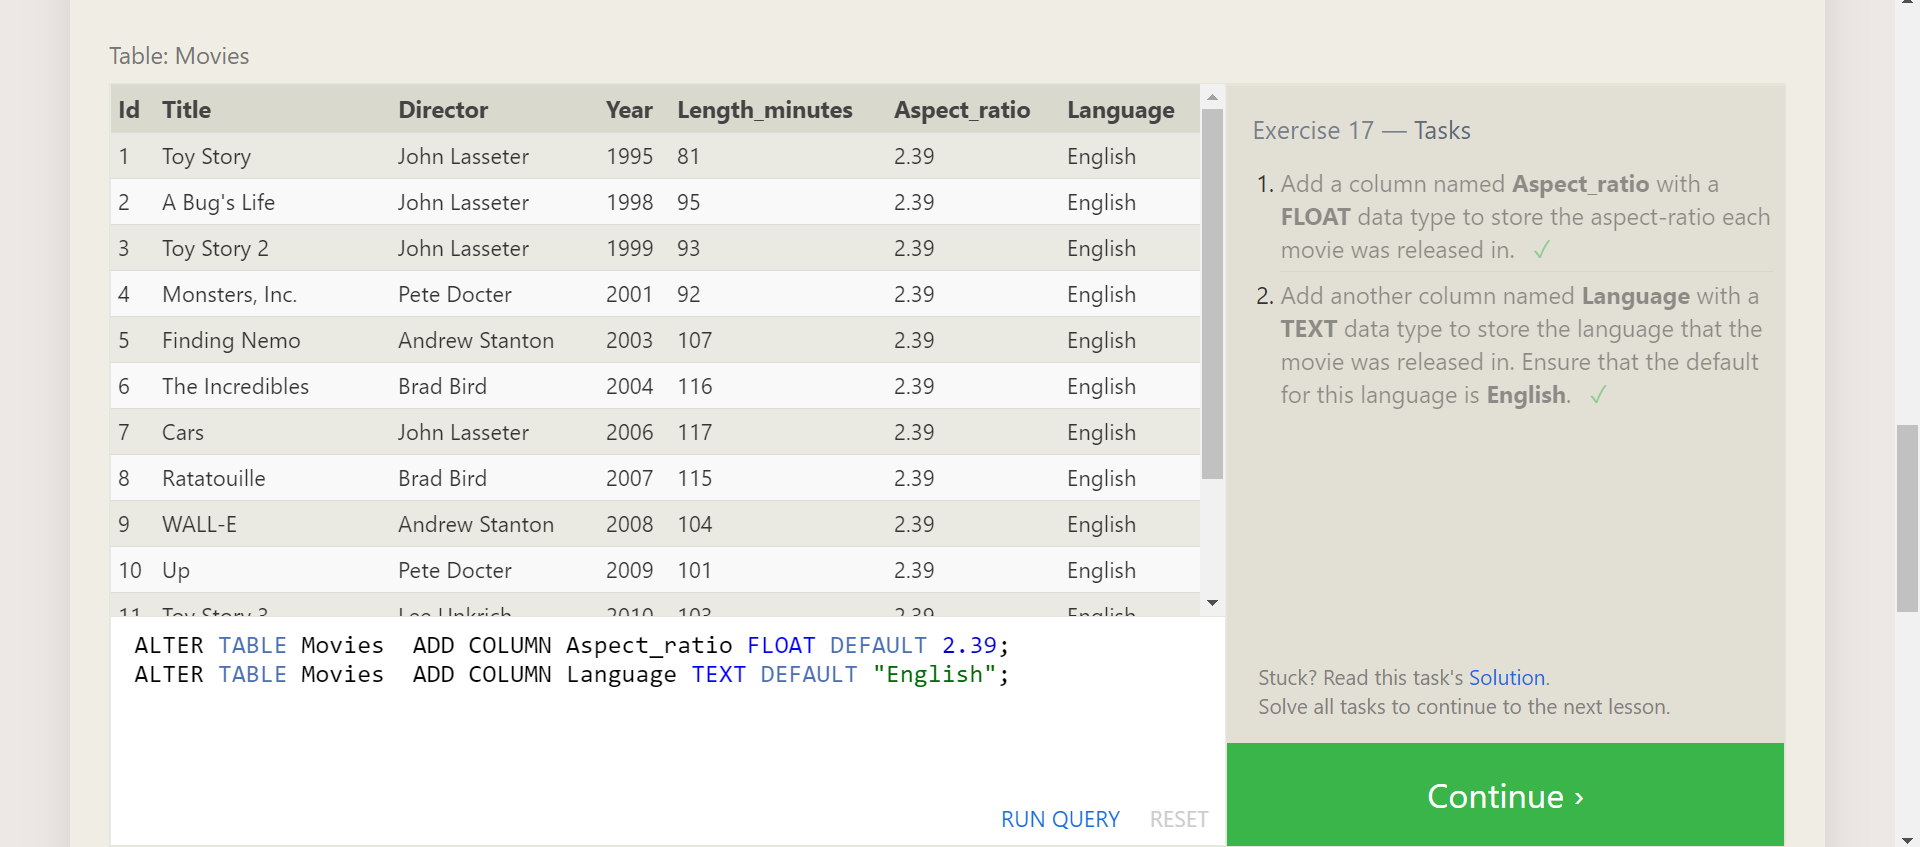 Table: Movies
Id Title Director Year Length_minutes Aspect_ratio Language
1 Toy Story John Lasseter 1995 81 2.39 English
2 A Bug's Life John Lasseter 1998 95 2.39 English
3 Toy Story 2 John Lasseter 1999 93 2.39 English
4 Monsters, Inc. Pete Docter 2001 92 2.39 English
5 Finding Nemo Andrew Stanton 2003 107 2.39 English
6 The Incredibles Brad Bird 2004 116 2.39 English
7 Cars John Lasseter 2006 117 2.39 English
8 Ratatouille Brad Bird 2007 115 2.39 English
9 WALL-E Andrew Stanton 2008 104 2.39 English
10 Up Pete Docter 2009 101 2.39 English
11 Toy Story 3 Lee Unkrich 2010 103 2.39 English
ALTER TABLE Movies  ADD COLUMN Aspect_ratio FLOAT DEFAULT 2.39;
ALTER TABLE Movies  ADD COLUMN Language TEXT DEFAULT "English";
RUN QUERY RESET
Exercise 17 — Tasks
1. Add a column named Aspect_ratio with a
FLOAT data type to store the aspect-ratio each
movie was released in. ✓
2. Add another column named Language with a
TEXT data type to store the language that the
movie was released in. Ensure that the default
for this language is English. ✓
Stuck? Read this task's Solution.
Solve all tasks to continue to the next lesson.
Continue ›